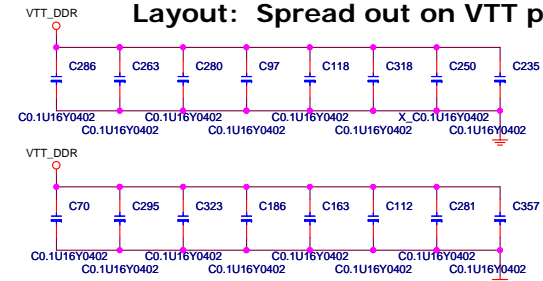 VTT_DDR
Layout: Spread out on VTT p
C286 C263 C280 C97 C118 C318 C250 C235
C0.1U16Y0402 C0.1U16Y0402 C0.1U16Y0402 X_C0.1U16Y0402
C0.1U16Y0402 C0.1U16Y0402 C0.1U16Y0402 C0.1U16Y0402
VTT_DDR
C70 C295 C323 C186 C163 C112 C281 C357
C0.1U16Y0402 C0.1U16Y0402 C0.1U16Y0402 C0.1U16Y0402
C0.1U16Y0402 C0.1U16Y0402 C0.1U16Y0402 C0.1U16Y0402